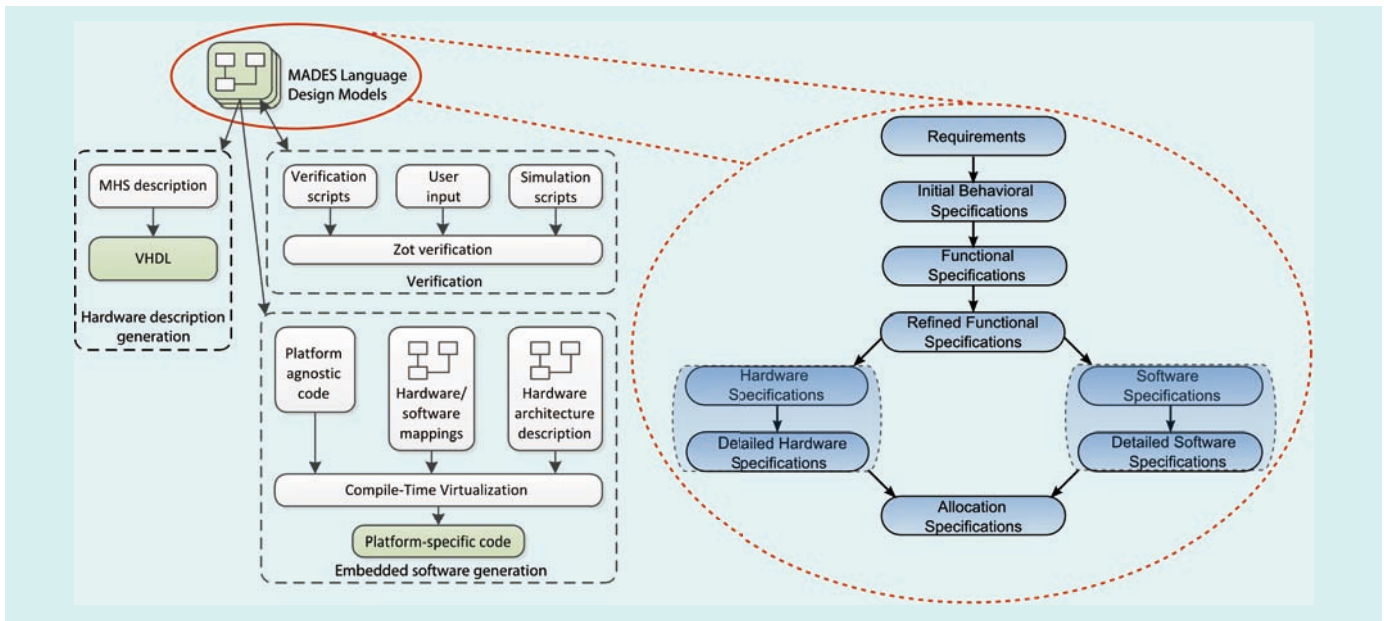 MADES Language
Design Models
MHS description
VHDL
Hardware description
generation
Verification
scripts
User
input
Simulation
scripts
Zot verification
Verification
Platform
agnostic
code
Hardware/
software
mappings
Hardware
architecture
description
Compile-Time Virtualization
Platform-specific code
Embedded software generation
Requirements
Initial Behavioral
Specifications
Functional
Specifications
Refined Functional
Specifications
Hardware
Specifications
Detailed Hardware
Specifications
Software
Specifications
Detailed Software
Specifications
Allocation
Specifications